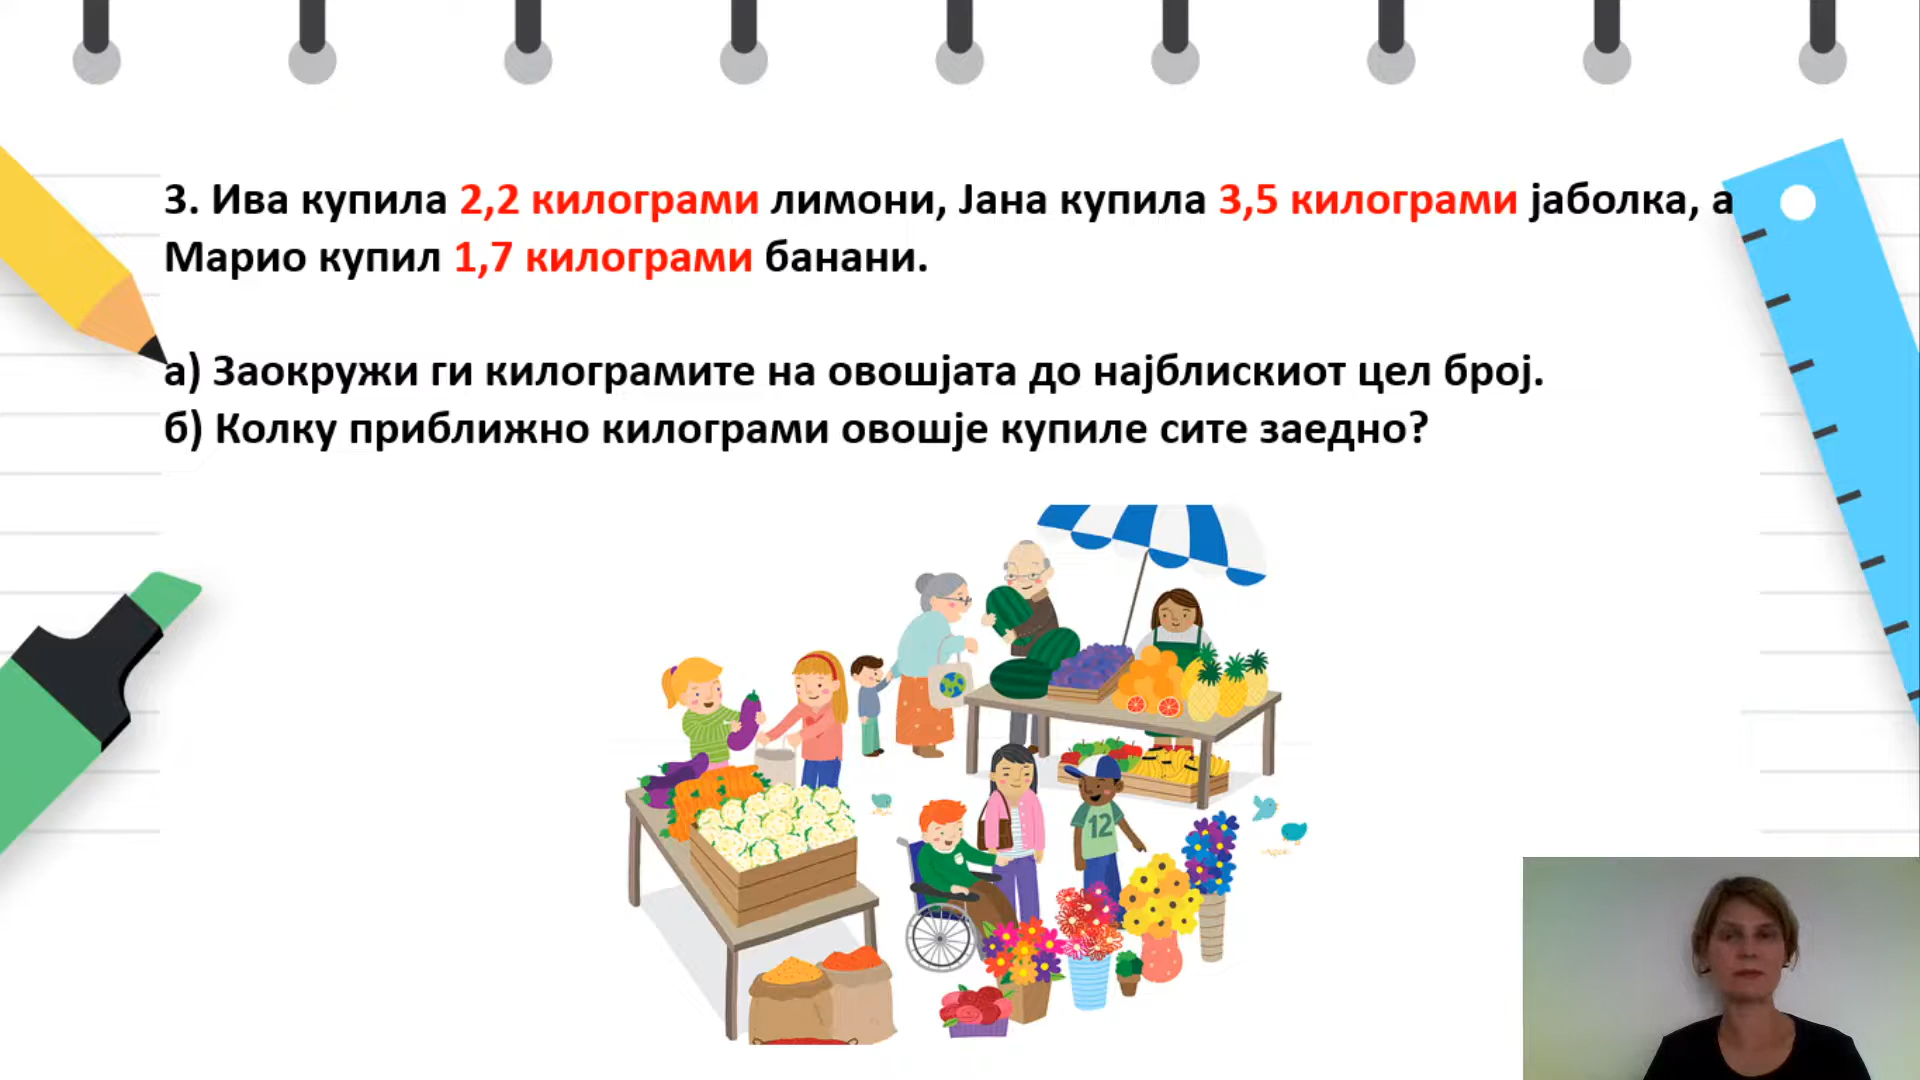 3. Ива купила 2,2 килограми лимони, Јана купила 3,5 килограми јаболка, а
Марио купил 1,7 килограми банани.
а) Заокружи ги килограмите на овошјата до најблискиот цел број.
б) Колку приближно килограми овошје купиле сите заедно?
12